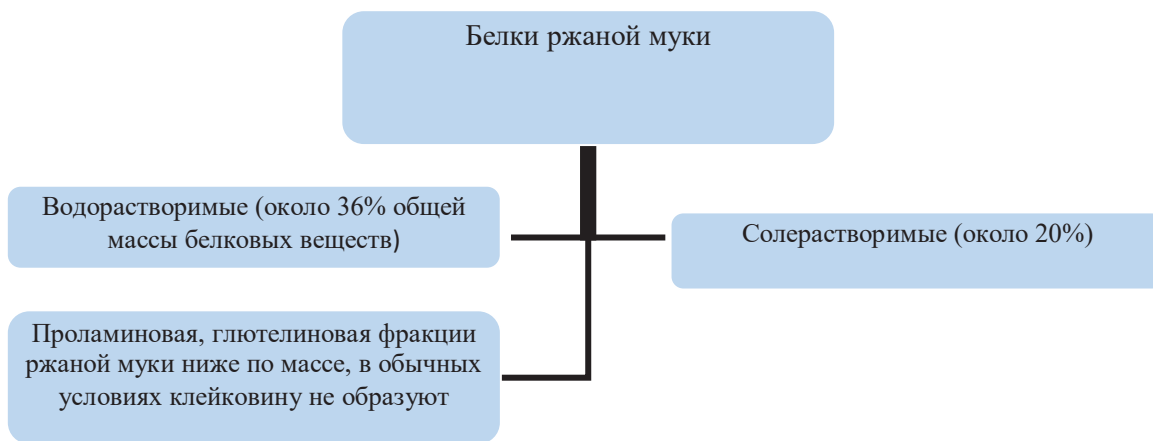 Белки ржаной муки
Водорастворимые (около 36% общей
массы белковых веществ)
Солерастворимые (около 20%)
Проламиновая, глютелиновая фракции
ржаной муки ниже по массе, в обычных
условиях клейковину не образуют